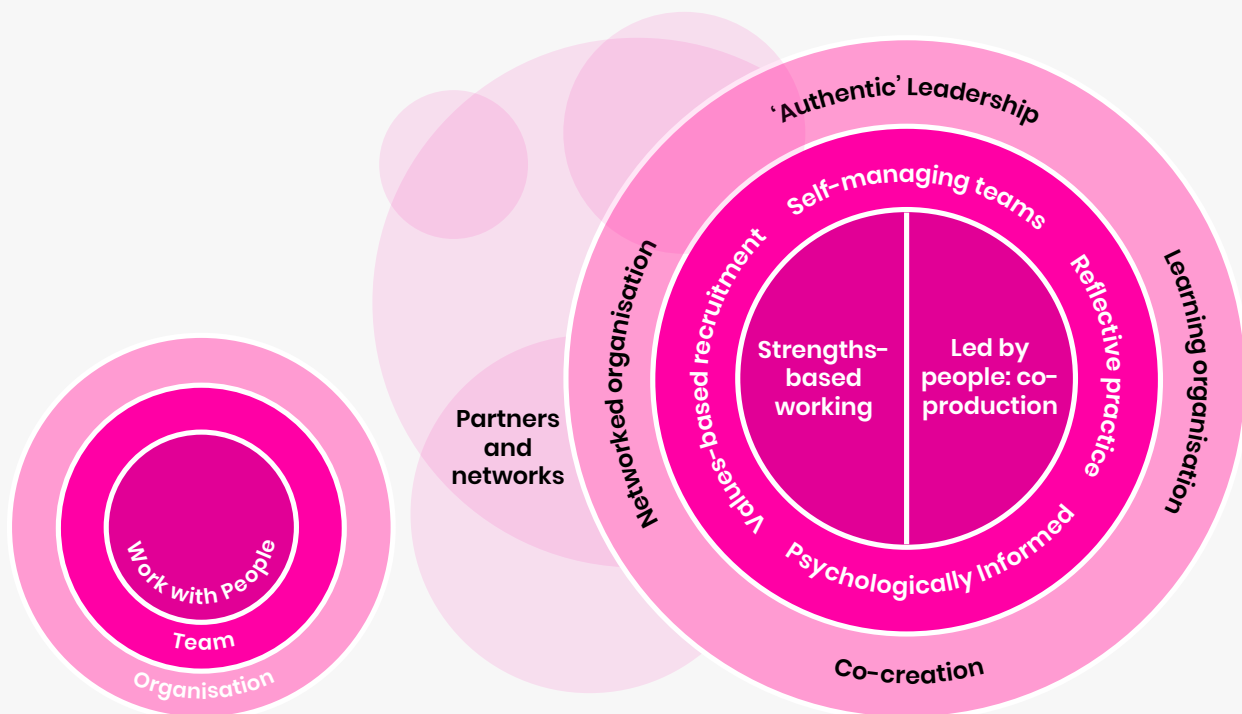 Work with People
Team
Organisation
Partners
and
networks
'Authentic' Leadership
Networked organisation
Learning organisation
Co-creation
Self-managing teams
Values-based recruitment
Reflective practice
Psychologically Informed
Strengths-
based
working
Led by
people: co-
production